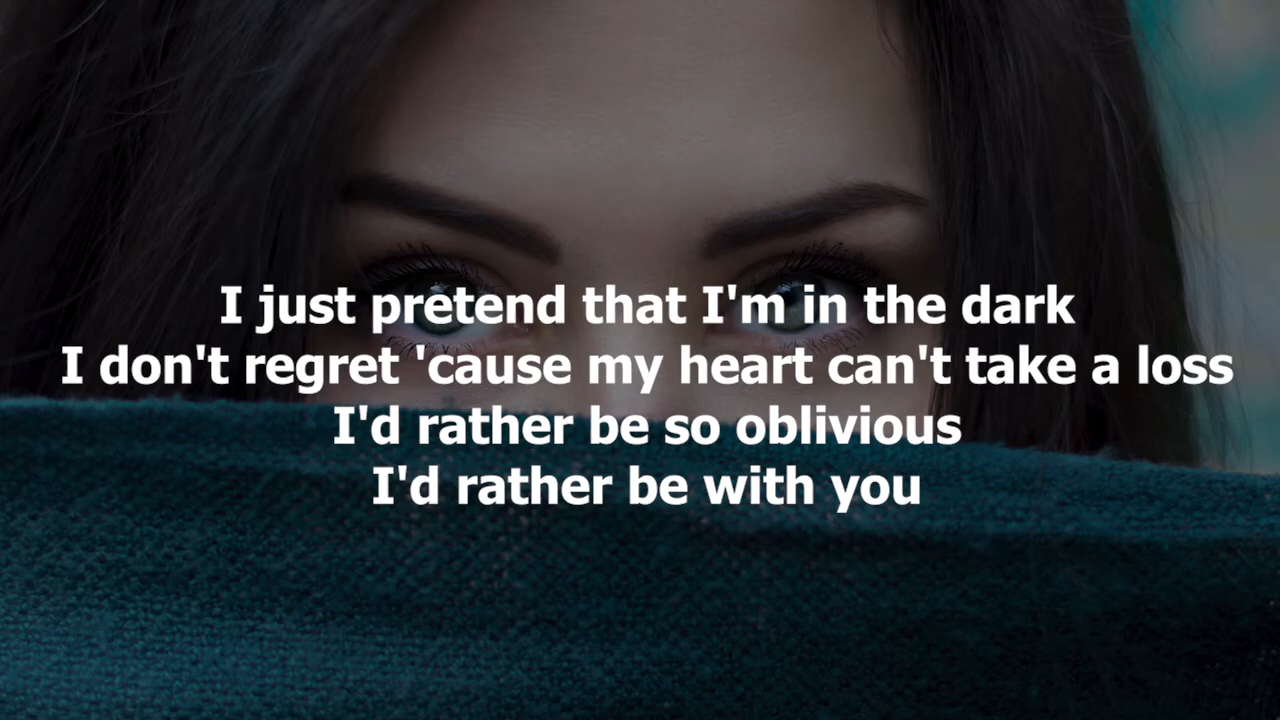 I just pretend that I'm in the dark
I don't regret 'cause my heart can't take a loss
I'd rather be so oblivious
I'd rather be with you